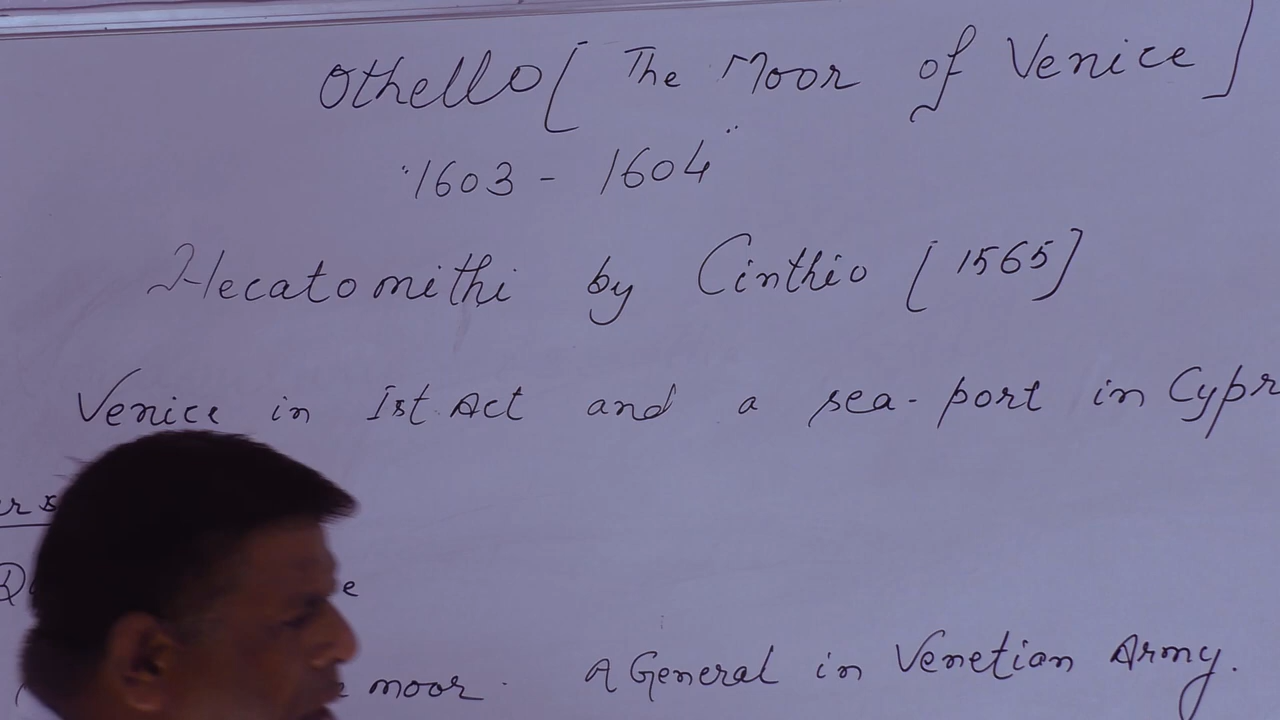 Othello [ The Moor of Venice ]
"1603 - 1604"
Hecatomithi by Cinthio [ 1565 ]
Venice in Ist Act and a sea-port in Cypr
moor. A General in Venetian Army.